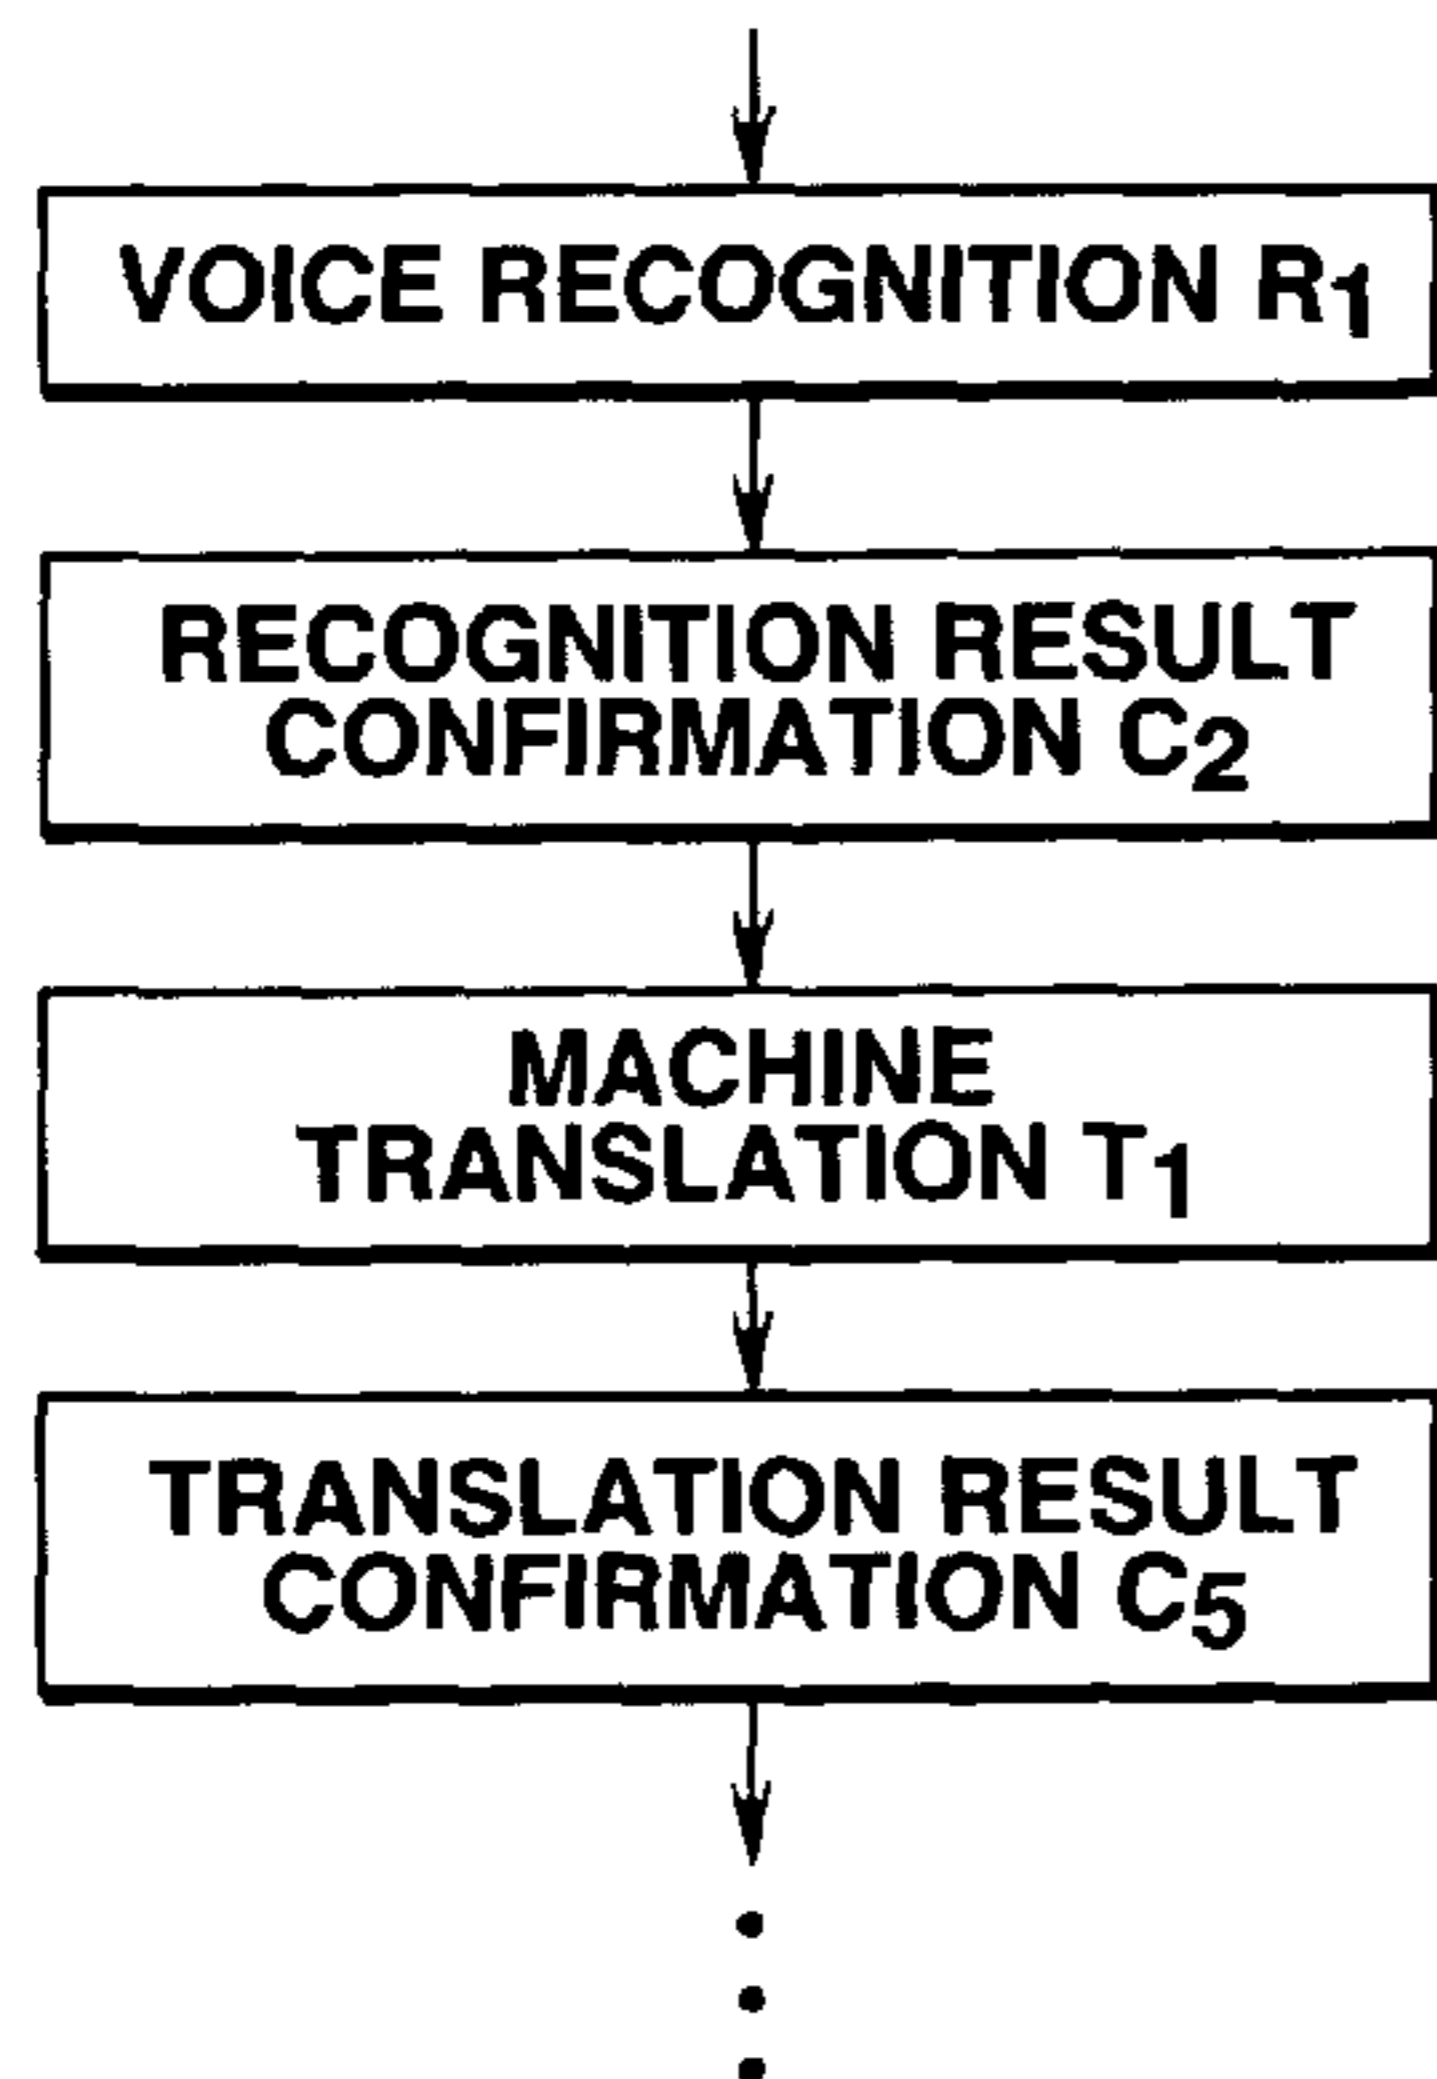 VOICE RECOGNITION R1
RECOGNITION RESULT
CONFIRMATION C2
MACHINE
TRANSLATION T1
TRANSLATION RESULT
CONFIRMATION C5